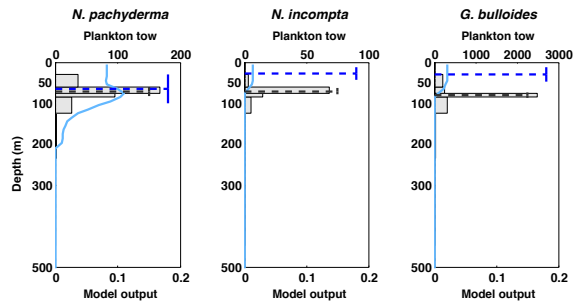 N. pachyderma N. incompta G. bulloides
Plankton tow Plankton tow Plankton tow
0 100 200 0 50 100 0 1000 2000 3000
0 0 0
50 50 50
100 100 100
200 200 200
300 300 300
500 500 500
Depth (m)
0 0.1 0.2 0 0.1 0.2 0 0.1 0.2
Model output Model output Model output